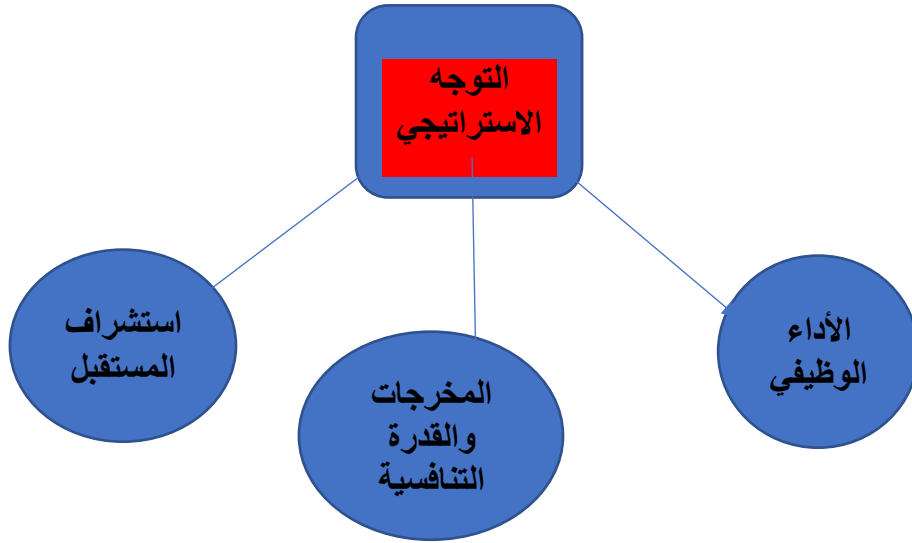 التوجه
الاستراتيجي
الأداء
الوظيفي
المخرجات
والقدرة
التنافسية
استشراف
المستقبل